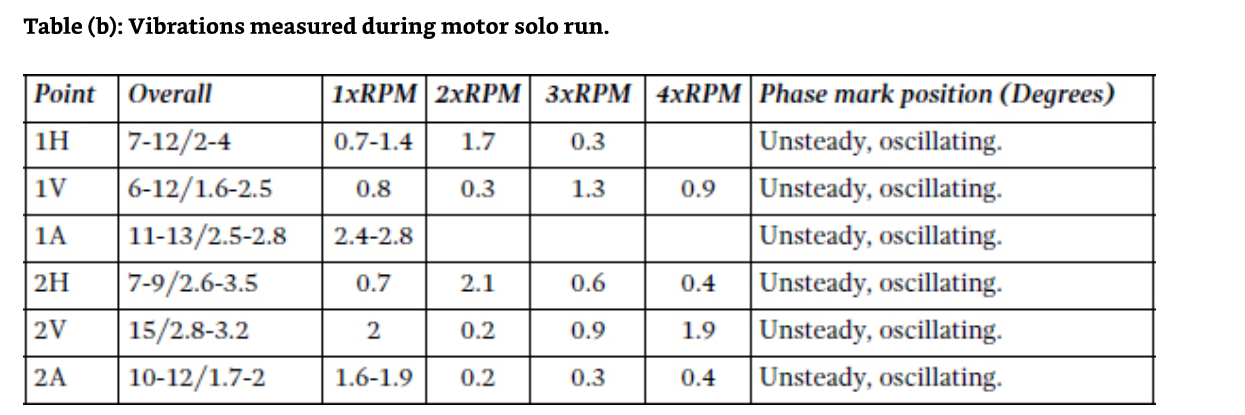 Table (b): Vibrations measured during motor solo run.
Point Overall 1xRPM 2xRPM 3xRPM 4xRPM Phase mark position (Degrees)
1H 7-12/2-4 0.7-1.4 1.7 0.3 Unsteady, oscillating.
1V 6-12/1.6-2.5 0.8 0.3 1.3 0.9 Unsteady, oscillating.
1A 11-13/2.5-2.8 2.4-2.8 Unsteady, oscillating.
2H 7-9/2.6-3.5 0.7 2.1 0.6 0.4 Unsteady, oscillating.
2V 15/2.8-3.2 2 0.2 0.9 1.9 Unsteady, oscillating.
2A 10-12/1.7-2 1.6-1.9 0.2 0.3 0.4 Unsteady, oscillating.